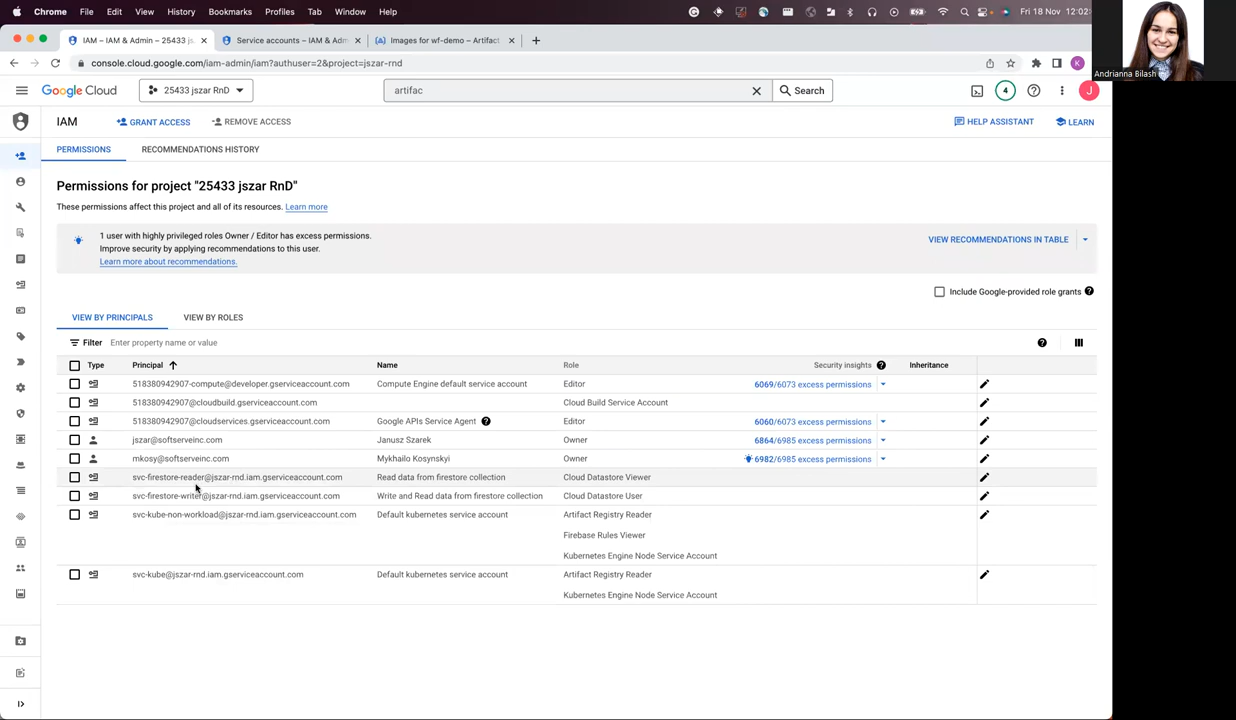 Chrome File Edit View History Bookmarks Profiles Tab Window Help Fri 18 Nov 12:02
IAM – IAM & Admin – 25433 js Service accounts – IAM & Adm Images for wf-demo – Artifact
console.cloud.google.com/iam-admin/iam?authuser=2&project=jszar-rnd K
Andrianna Bilash
Google Cloud 25433 jszar RnD artifac Search 4 J
IAM GRANT ACCESS REMOVE ACCESS HELP ASSISTANT LEARN
PERMISSIONS RECOMMENDATIONS HISTORY
Permissions for project "25433 jszar RnD"
These permissions affect this project and all of its resources. Learn more
1 user with highly privileged roles Owner / Editor has excess permissions.
Improve security by applying recommendations to this user.
Learn more about recommendations.
VIEW RECOMMENDATIONS IN TABLE
Include Google-provided role grants
VIEW BY PRINCIPALS VIEW BY ROLES
Filter Enter property name or value
Type Principal Name Role Security insights Inheritance
518380942907-compute@developer.gserviceaccount.com Compute Engine default service account Editor 6069/6073 excess permissions
518380942907@cloudbuild.gserviceaccount.com Cloud Build Service Account
518380942907@cloudservices.gserviceaccount.com Google APIs Service Agent Editor 6060/6073 excess permissions
jszar@softserveinc.com Janusz Szarek Owner 6864/6985 excess permissions
mkosy@softserveinc.com Mykhailo Kosynskyi Owner 6982/6985 excess permissions
svc-firestore-reader@jszar-rnd.iam.gserviceaccount.com Read data from firestore collection Cloud Datastore Viewer
svc-firestore-writer@jszar-rnd.iam.gserviceaccount.com Write and Read data from firestore collection Cloud Datastore User
svc-kube-non-workload@jszar-rnd.iam.gserviceaccount.com Default kubernetes service account Artifact Registry Reader
Firebase Rules Viewer
Kubernetes Engine Node Service Account
svc-kube@jszar-rnd.iam.gserviceaccount.com Default kubernetes service account Artifact Registry Reader
Kubernetes Engine Node Service Account